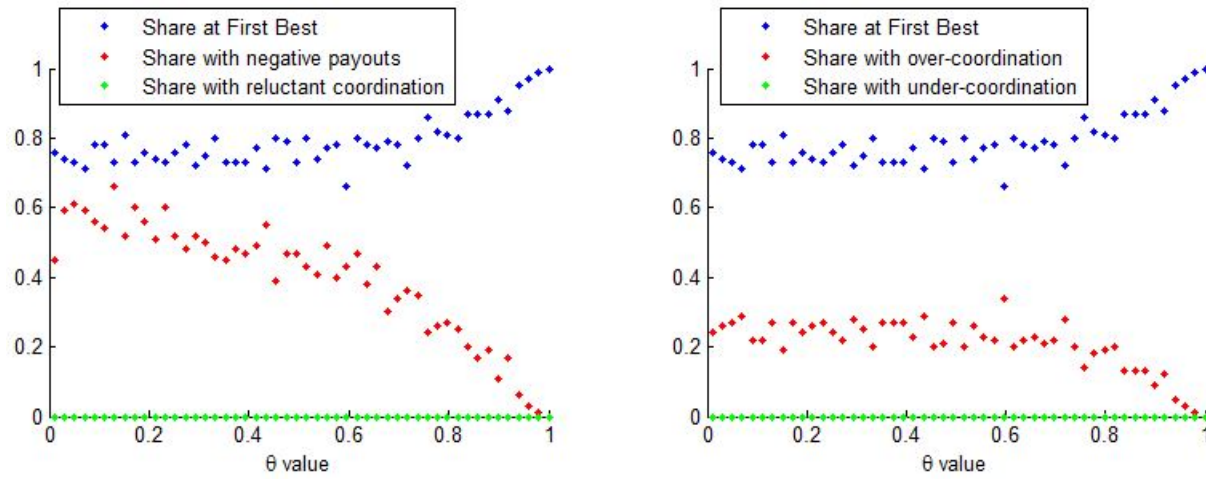 Share at First Best
Share with negative payouts
Share with reluctant coordination
1
0.8
0.6
0.4
0.2
0
0 0.2 0.4 0.6 0.8 1
θ value
Share at First Best
Share with over-coordination
Share with under-coordination
1
0.8
0.6
0.4
0.2
0
0 0.2 0.4 0.6 0.8 1
θ value